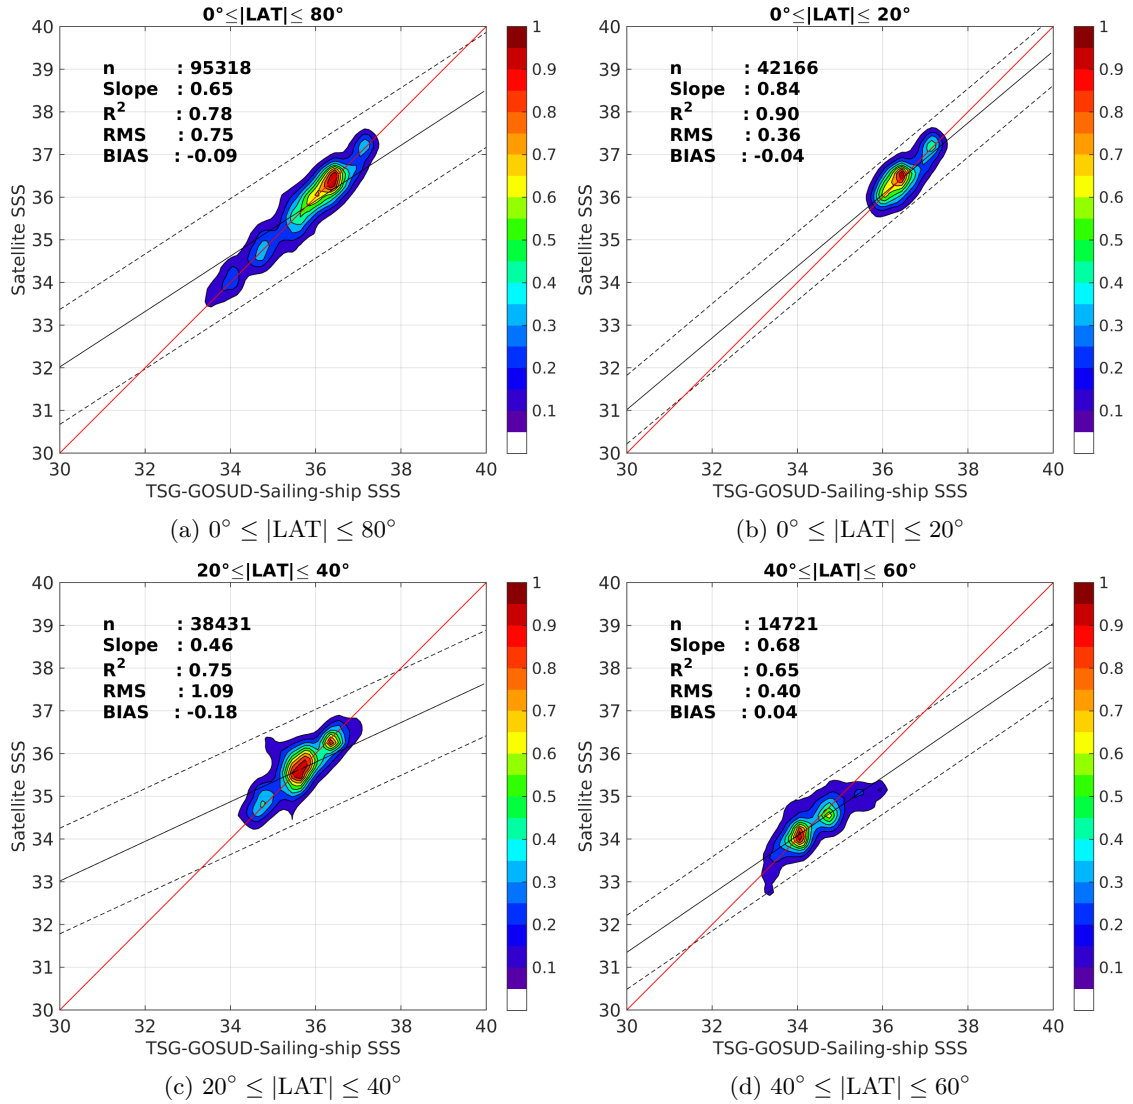 0°≤|LAT|≤ 80°
n : 95318
Slope : 0.65
R² : 0.78
RMS : 0.75
BIAS : -0.09
Satellite SSS
40
39
38
37
36
35
34
33
32
31
30
30 32 34 36 38 40
TSG-GOSUD-Sailing-ship SSS
1
0.9
0.8
0.7
0.6
0.5
0.4
0.3
0.2
0.1
(a) 0° ≤ |LAT| ≤ 80°
0°≤|LAT|≤ 20°
n : 42166
Slope : 0.84
R² : 0.90
RMS : 0.36
BIAS : -0.04
Satellite SSS
40
39
38
37
36
35
34
33
32
31
30
30 32 34 36 38 40
TSG-GOSUD-Sailing-ship SSS
1
0.9
0.8
0.7
0.6
0.5
0.4
0.3
0.2
0.1
(b) 0° ≤ |LAT| ≤ 20°
20°≤|LAT|≤ 40°
n : 38431
Slope : 0.46
R² : 0.75
RMS : 1.09
BIAS : -0.18
Satellite SSS
40
39
38
37
36
35
34
33
32
31
30
30 32 34 36 38 40
TSG-GOSUD-Sailing-ship SSS
1
0.9
0.8
0.7
0.6
0.5
0.4
0.3
0.2
0.1
(c) 20° ≤ |LAT| ≤ 40°
40°≤|LAT|≤ 60°
n : 14721
Slope : 0.68
R² : 0.65
RMS : 0.40
BIAS : 0.04
Satellite SSS
40
39
38
37
36
35
34
33
32
31
30
30 32 34 36 38 40
TSG-GOSUD-Sailing-ship SSS
1
0.9
0.8
0.7
0.6
0.5
0.4
0.3
0.2
0.1
(d) 40° ≤ |LAT| ≤ 60°